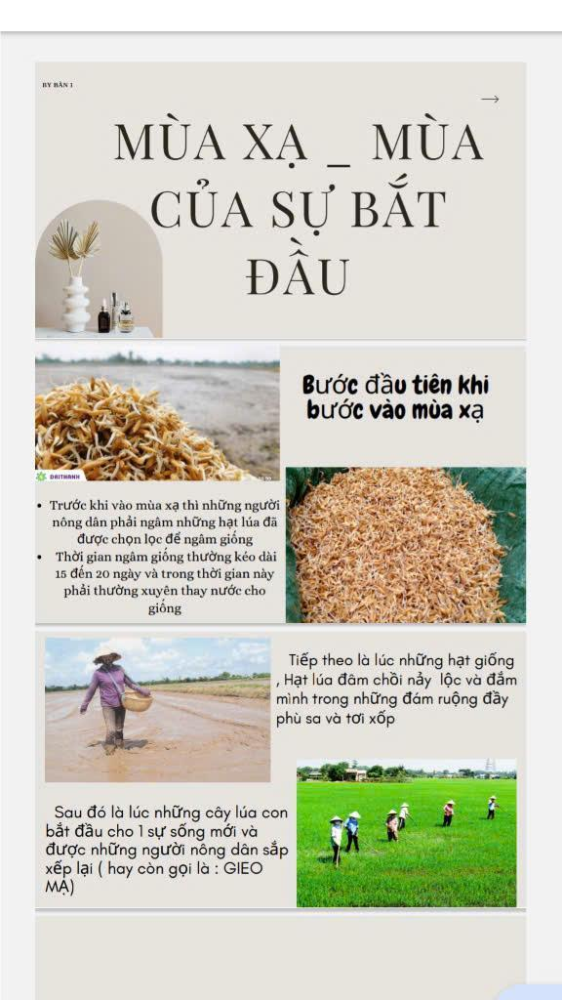 BY BÀN 1
MÙA XẠ _ MÙA
CỦA SỰ BẮT
ĐẦU
Bước đầu tiên khi
bước vào mùa xạ
DAITHANH
• Trước khi vào mùa xạ thì những người
nông dân phải ngâm những hạt lúa đã
được chọn lọc để ngâm giống
• Thời gian ngâm giống thường kéo dài
15 đến 20 ngày và trong thời gian này
phải thường xuyên thay nước cho
giống
Tiếp theo là lúc những hạt giống
, Hạt lúa đâm chồi nảy lộc và đắm
mình trong những đám ruộng đầy
phù sa và tơi xốp
Sau đó là lúc những cây lúa con
bắt đầu cho 1 sự sống mới và
được những người nông dân sắp
xếp lại ( hay còn gọi là : GIEO
MẠ)